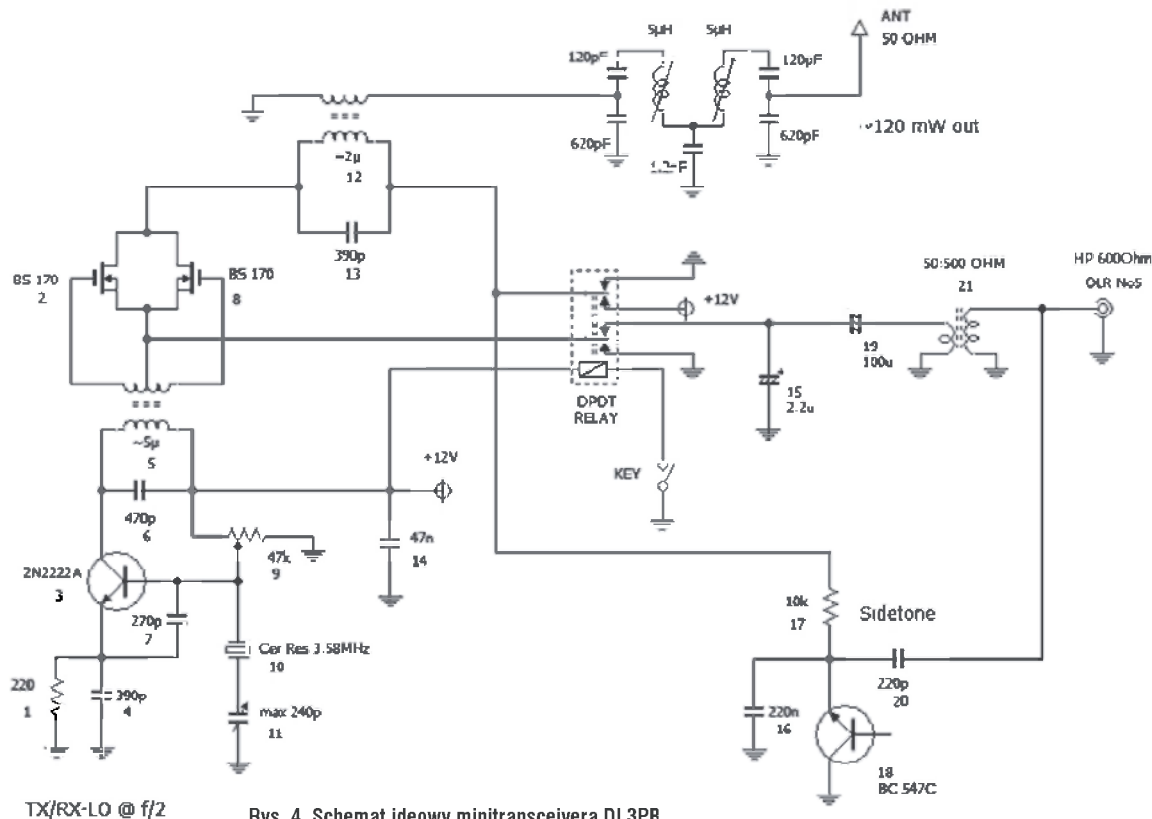 5µH 5µH
ANT
50 OHM
120pF
120pF
~120 mW out
620pF
620pF
~2µ
12
390p
13
BS 170
2
BS 170
8
+12V
50:500 OHM
21
HP 600Ohm
19
100u
15
2.2u
DPDT
RELAY
KEY
~5µ
5
+12V
470p
6
47k
9
47n
14
2N2222A
3
270p
7
Cer Res 3.58MHz
10
10k
17
Sidetone
220
1
390p
4
max 240p
11
220p
20
220n
16
18
BC 547C
TX/RX-LO @ f/2
Rys. 4. Schemat ideowy minitransceivera DL3PB